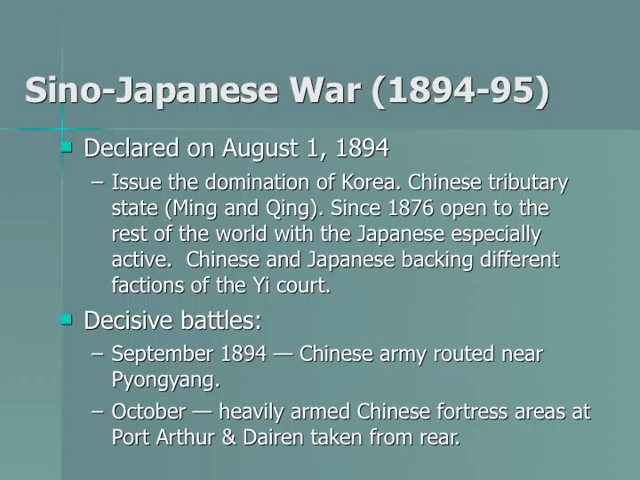 Sino-Japanese War (1894-95)
Declared on August 1, 1894
– Issue the domination of Korea. Chinese tributary
state (Ming and Qing). Since 1876 open to the
rest of the world with the Japanese especially
active.  Chinese and Japanese backing different
factions of the Yi court.
Decisive battles:
– September 1894 — Chinese army routed near
Pyongyang.
– October — heavily armed Chinese fortress areas at
Port Arthur & Dairen taken from rear.